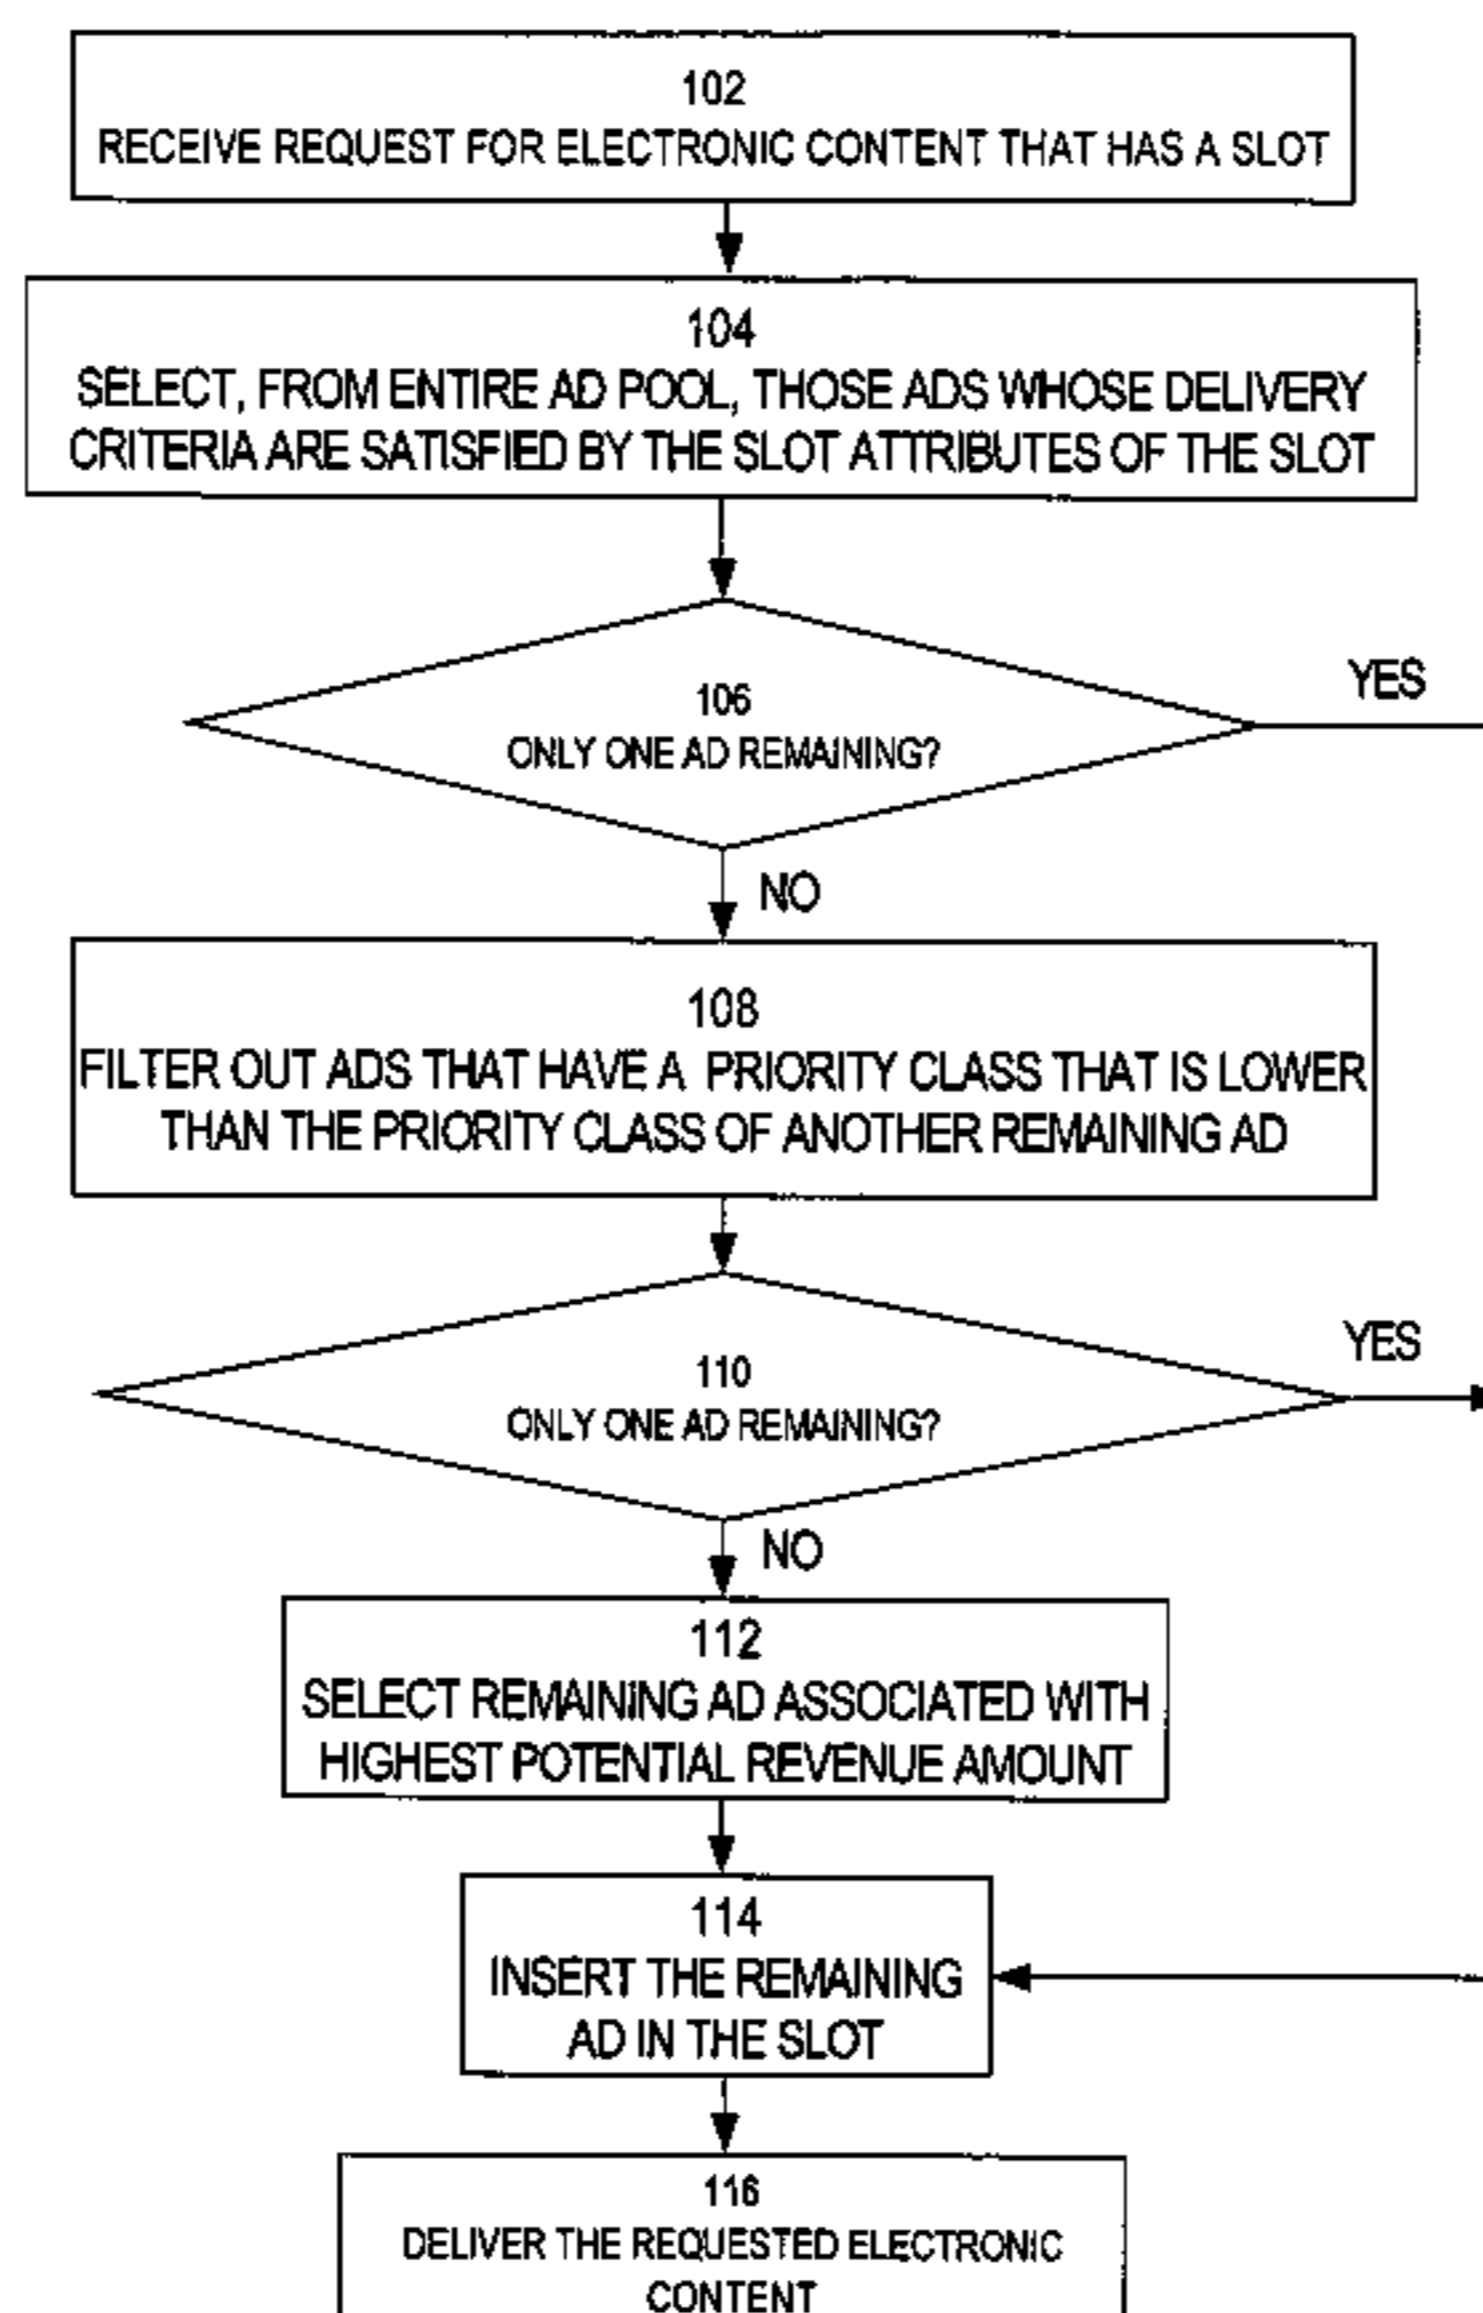 102
RECEIVE REQUEST FOR ELECTRONIC CONTENT THAT HAS A SLOT
104
SELECT, FROM ENTIRE AD POOL, THOSE ADS WHOSE DELIVERY
CRITERIA ARE SATISFIED BY THE SLOT ATTRIBUTES OF THE SLOT
106
ONLY ONE AD REMAINING?
YES
NO
108
FILTER OUT ADS THAT HAVE A PRIORITY CLASS THAT IS LOWER
THAN THE PRIORITY CLASS OF ANOTHER REMAINING AD
110
ONLY ONE AD REMAINING?
YES
NO
112
SELECT REMAINING AD ASSOCIATED WITH
HIGHEST POTENTIAL REVENUE AMOUNT
114
INSERT THE REMAINING
AD IN THE SLOT
116
DELIVER THE REQUESTED ELECTRONIC
CONTENT